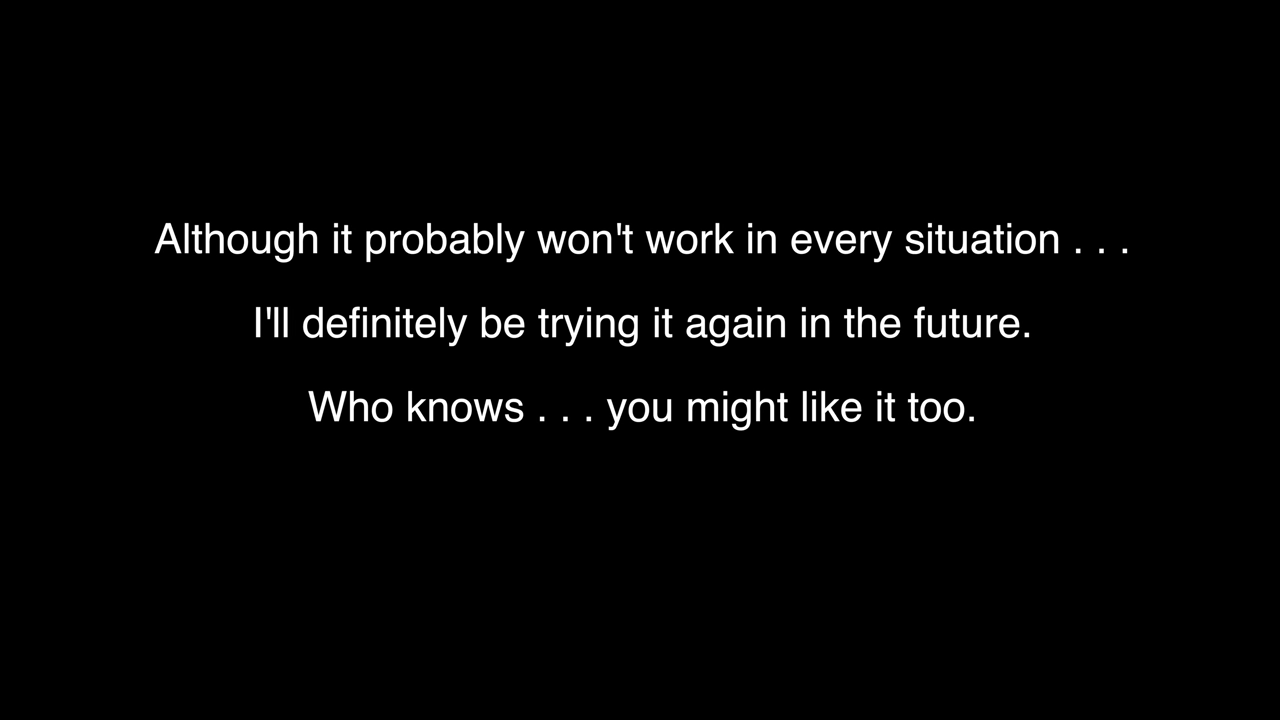 Although it probably won't work in every situation . . .
I'll definitely be trying it again in the future.
Who knows . . . you might like it too.